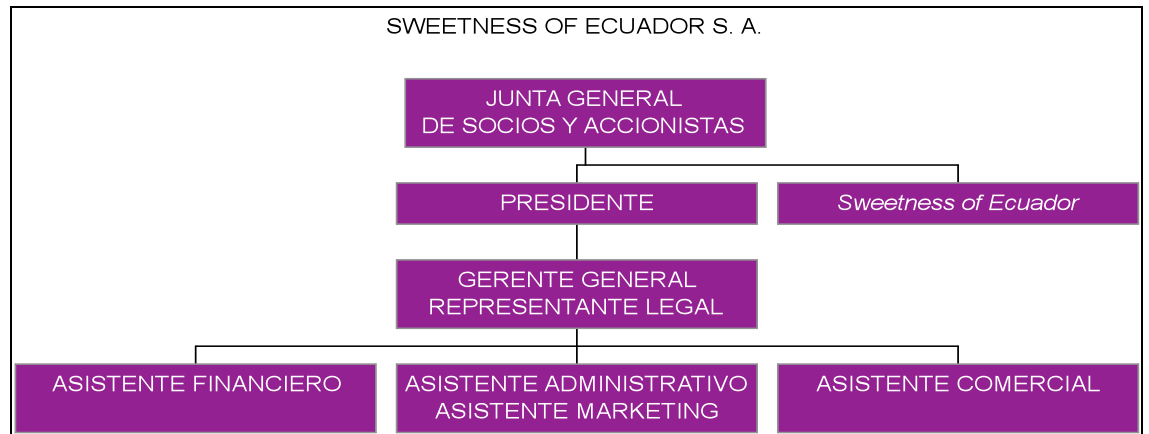 SWEETNESS OF ECUADOR S. A.
JUNTA GENERAL
DE SOCIOS Y ACCIONISTAS
PRESIDENTE
Sweetness of Ecuador
GERENTE GENERAL
REPRESENTANTE LEGAL
ASISTENTE FINANCIERO
ASISTENTE ADMINISTRATIVO
ASISTENTE MARKETING
ASISTENTE COMERCIAL